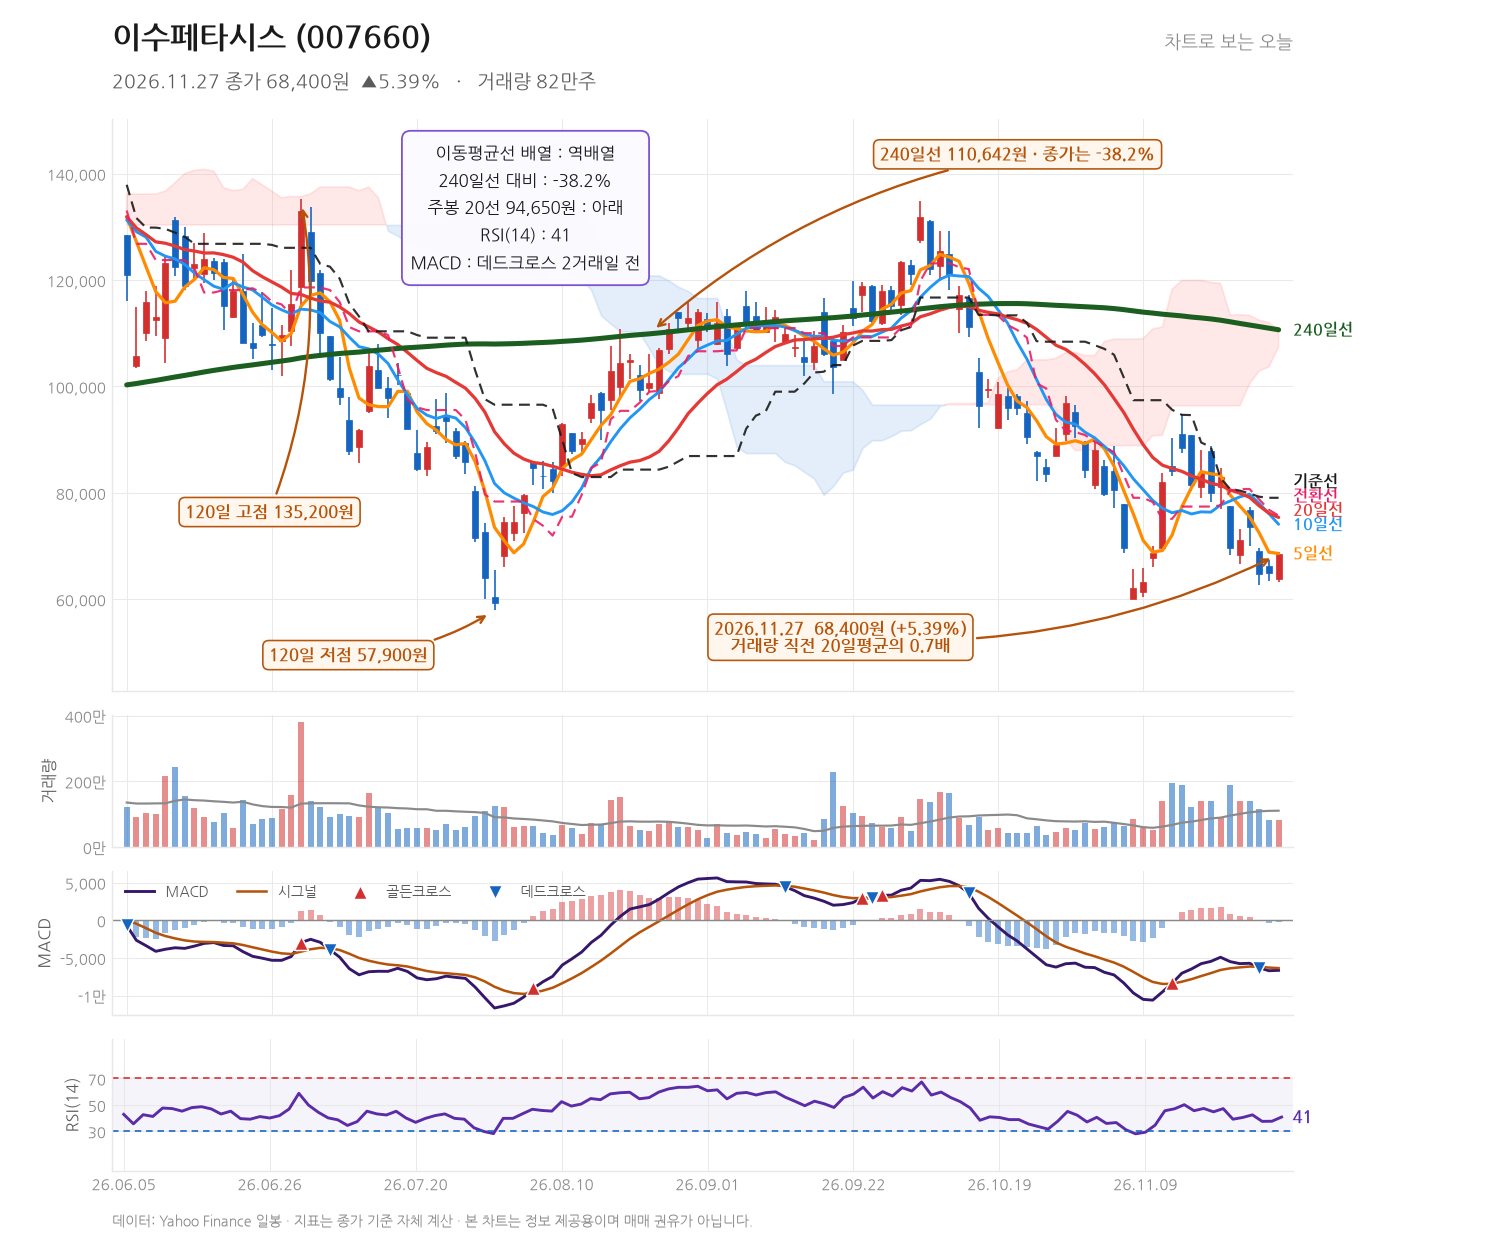 이수페타시스 (007660)
차트로 보는 오늘
2026.11.27 종가 68,400원 ▲5.39% · 거래량 82만주
이동평균선 배열 : 역배열
240일선 대비 : -38.2%
주봉 20선 94,650원 : 아래
RSI(14) : 41
MACD : 데드크로스 2거래일 전
240일선 110,642원 · 종가는 -38.2%
140,000
120,000
100,000
80,000
60,000
240일선
기준선
전환선
20일선
10일선
5일선
120일 고점 135,200원
120일 저점 57,900원
2026.11.27 68,400원 (+5.39%)
거래량 직전 20일평균의 0.7배
거래량
400만
200만
0만
MACD
5,000
0
-5,000
-1만
MACD 시그널 골든크로스 데드크로스
RSI(14)
70
50
30
41
26.06.05 26.06.26 26.07.20 26.08.10 26.09.01 26.09.22 26.10.19 26.11.09
데이터: Yahoo Finance 일봉 · 지표는 종가 기준 자체 계산 · 본 차트는 정보 제공용이며 매매 권유가 아닙니다.